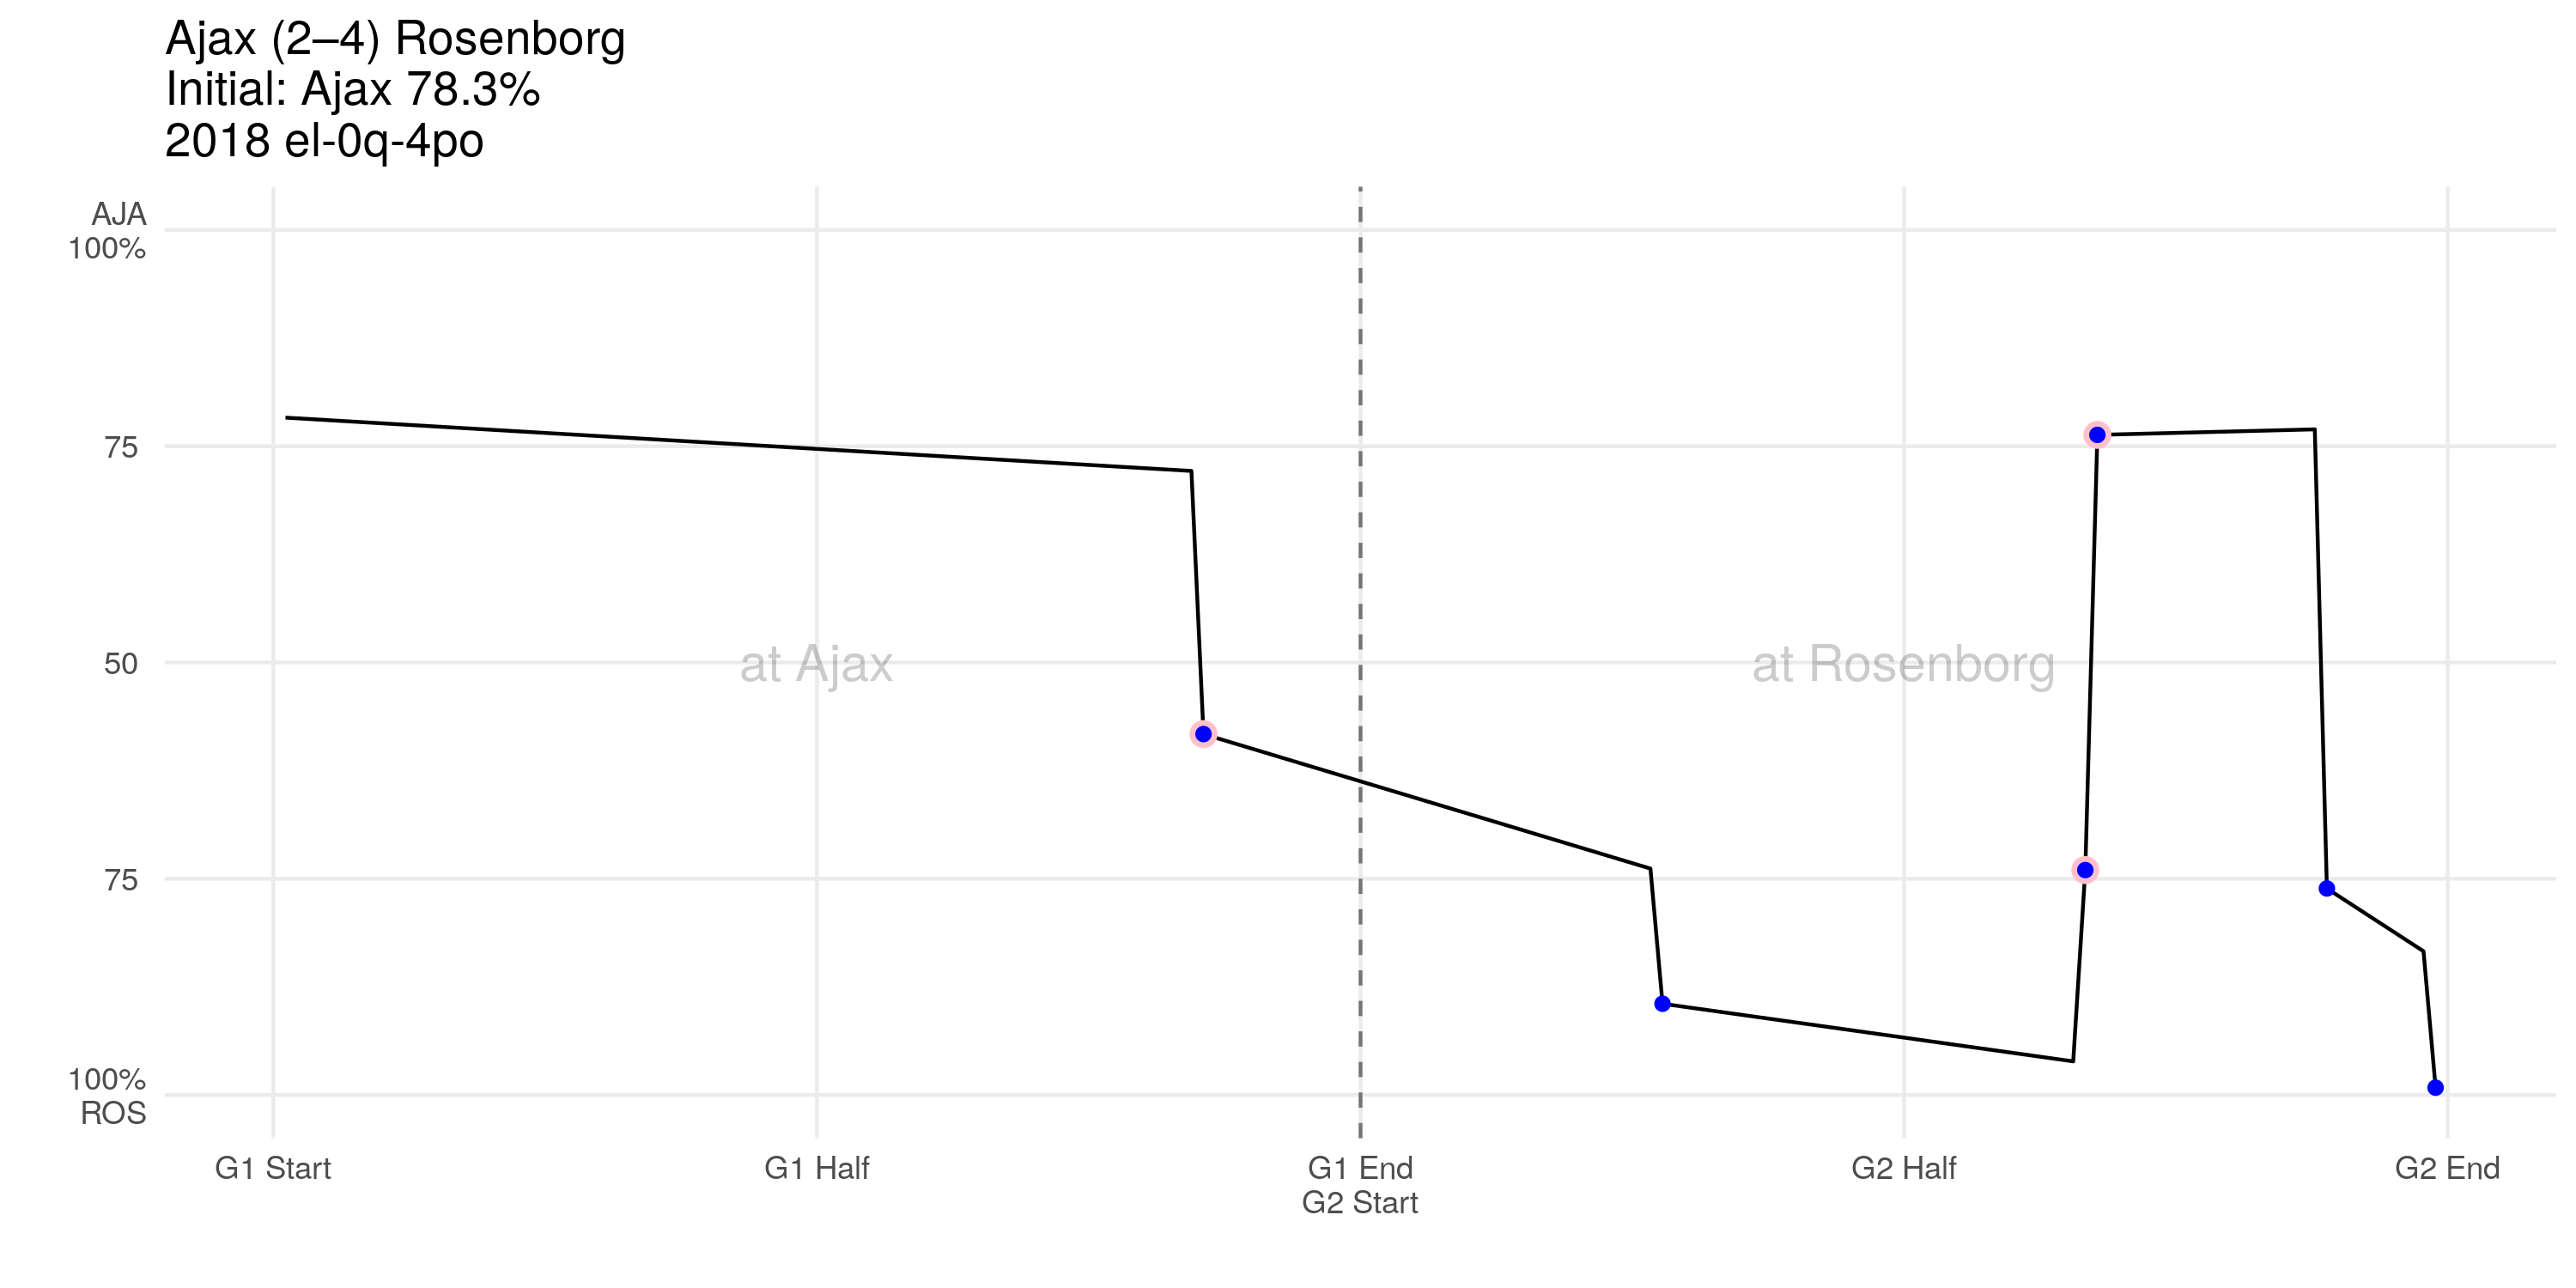 Ajax (2–4) Rosenborg
Initial: Ajax 78.3%
2018 el-0q-4po
AJA
100%
75
50
75
100%
ROS
at Ajax
at Rosenborg
G1 Start
G1 Half
G1 End
G2 Start
G2 Half
G2 End